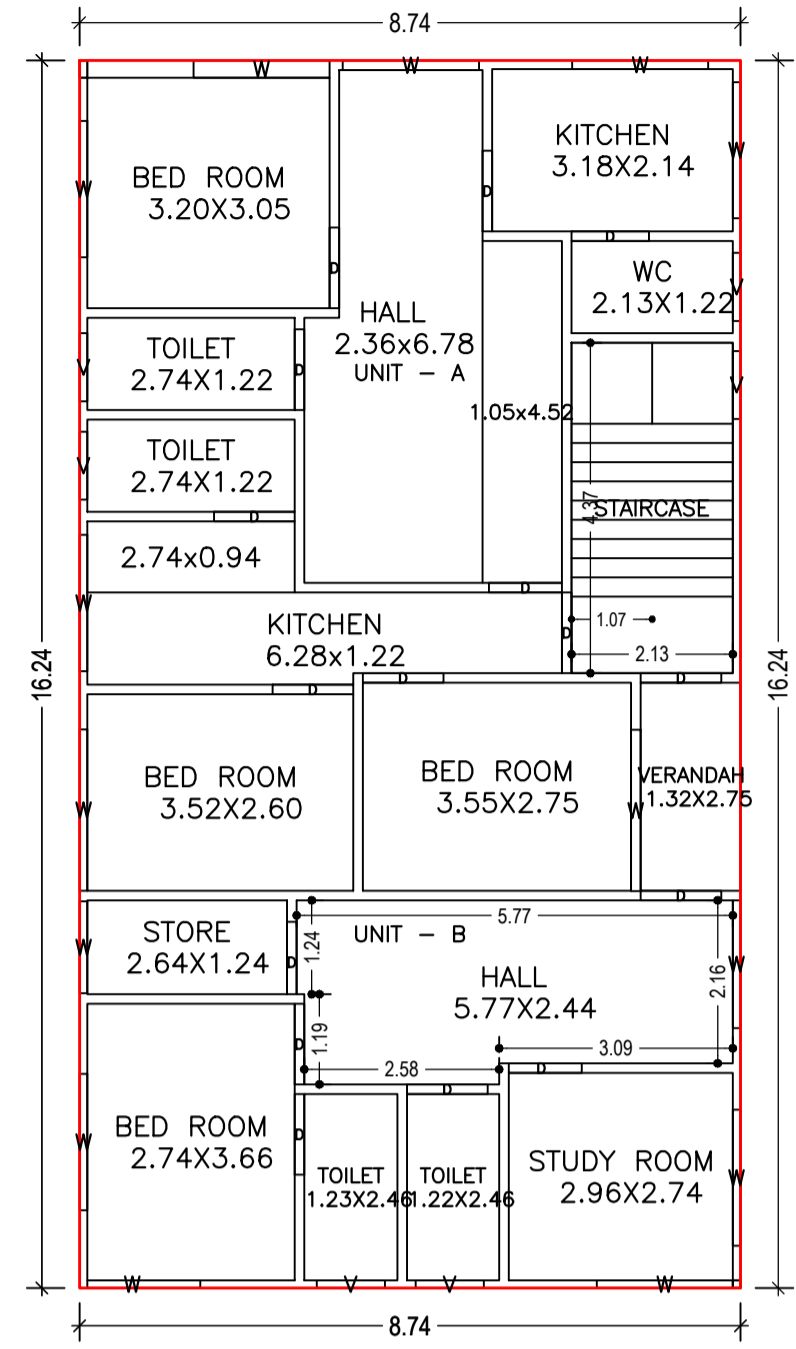 8.74
W
W
W
KITCHEN
3.18X2.14
W
BED ROOM
3.20X3.05
W
D
D
D
WC
2.13X1.22
V
HALL
2.36x6.78
UNIT - A
TOILET
2.74X1.22
V
D
V
1.05x4.52
TOILET
2.74X1.22
V
D
4.37
STAIRCASE
2.74x0.94
D
W
KITCHEN
6.28x1.22
D
1.07
2.13
16.24
16.24
D
D
D
BED ROOM
3.52X2.60
W
BED ROOM
3.55X2.75
W
VERANDAH
1.32X2.75
D
5.77
UNIT - B
STORE
2.64X1.24
W
D
1.24
HALL
5.77X2.44
2.16
W
1.19
D
3.09
2.58
D
D
BED ROOM
2.74X3.66
W
D
TOILET
1.23X2.46
TOILET
1.22X2.46
STUDY ROOM
2.96X2.74
W
W
V
V
W
8.74